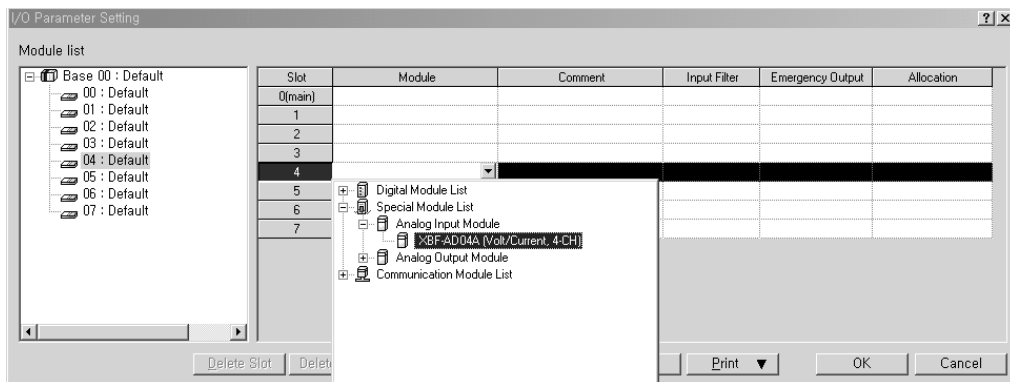 I/O Parameter Setting
Module list
Base 00 : Default
00 : Default
01 : Default
02 : Default
03 : Default
04 : Default
05 : Default
06 : Default
07 : Default
Slot Module Comment Input Filter Emergency Output Allocation
0(main)
1
2
3
4
5
6
7
Digital Module List
Special Module List
Analog Input Module
XBF-AD04A (Volt/Current, 4-CH)
Analog Output Module
Communication Module List
Delete Slot Print OK Cancel